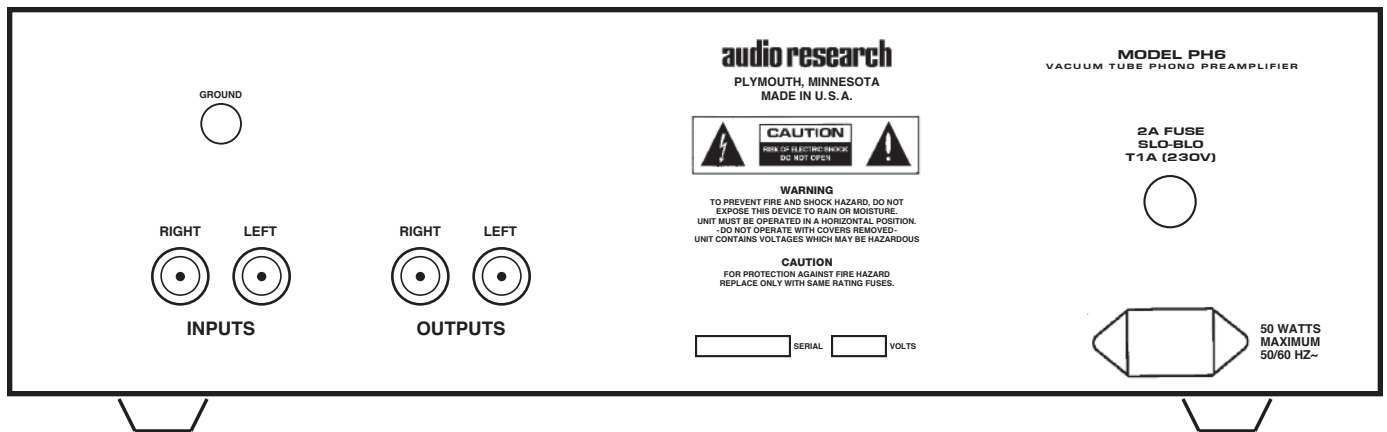 GROUND
RIGHT
LEFT
INPUTS
RIGHT
LEFT
OUTPUTS
audio research
PLYMOUTH, MINNESOTA
MADE IN U.S.A.
CAUTION
RISK OF ELECTRIC SHOCK
DO NOT OPEN
WARNING
TO PREVENT FIRE AND SHOCK HAZARD, DO NOT
EXPOSE THIS DEVICE TO RAIN OR MOISTURE.
UNIT MUST BE OPERATED IN A HORIZONTAL POSITION.
-DO NOT OPERATE WITH COVERS REMOVED-
UNIT CONTAINS VOLTAGES WHICH MAY BE HAZARDOUS
CAUTION
FOR PROTECTION AGAINST FIRE HAZARD
REPLACE ONLY WITH SAME RATING FUSES.
SERIAL
VOLTS
MODEL PH6
VACUUM TUBE PHONO PREAMPLIFIER
2A FUSE
SLO-BLO
T1A (230V)
50 WATTS
MAXIMUM
50/60 HZ~